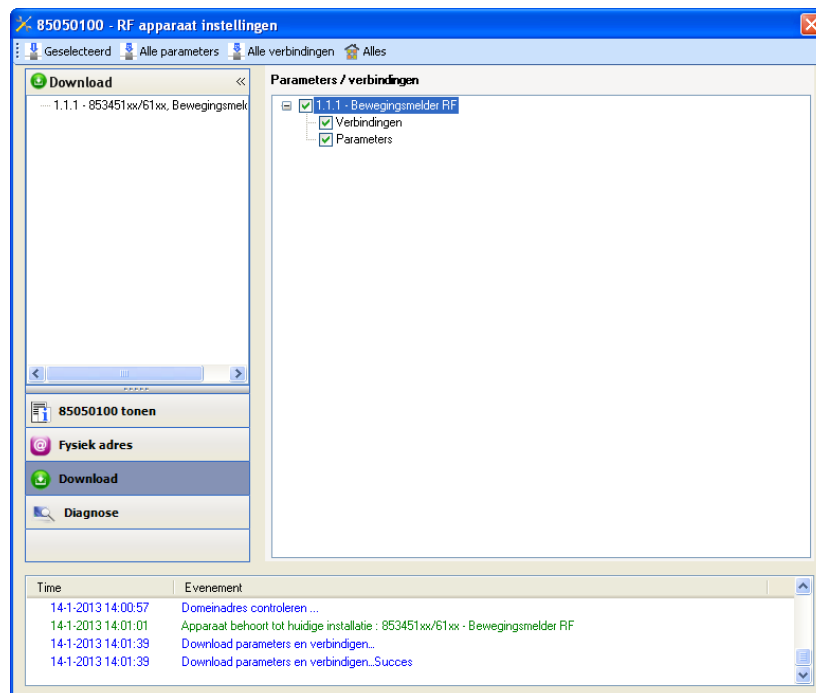 85050100 - RF apparaat instellingen
Geselecteerd Alle parameters Alle verbindingen Alles
Download
1.1.1 - 853451xx/61xx, Bewegingsmeld
85050100 tonen
Fysiek adres
Download
Diagnose
Parameters / verbindingen
1.1.1 - Bewegingsmelder RF
Verbindingen
Parameters
Time Evenement
14-1-2013 14:00:57 Domeinadres controleren ...
14-1-2013 14:01:01 Apparaat behoort tot huidige installatie : 853451xx/61xx - Bewegingsmelder RF
14-1-2013 14:01:39 Download parameters en verbindigen...
14-1-2013 14:01:39 Download parameters en verbindigen...Succes